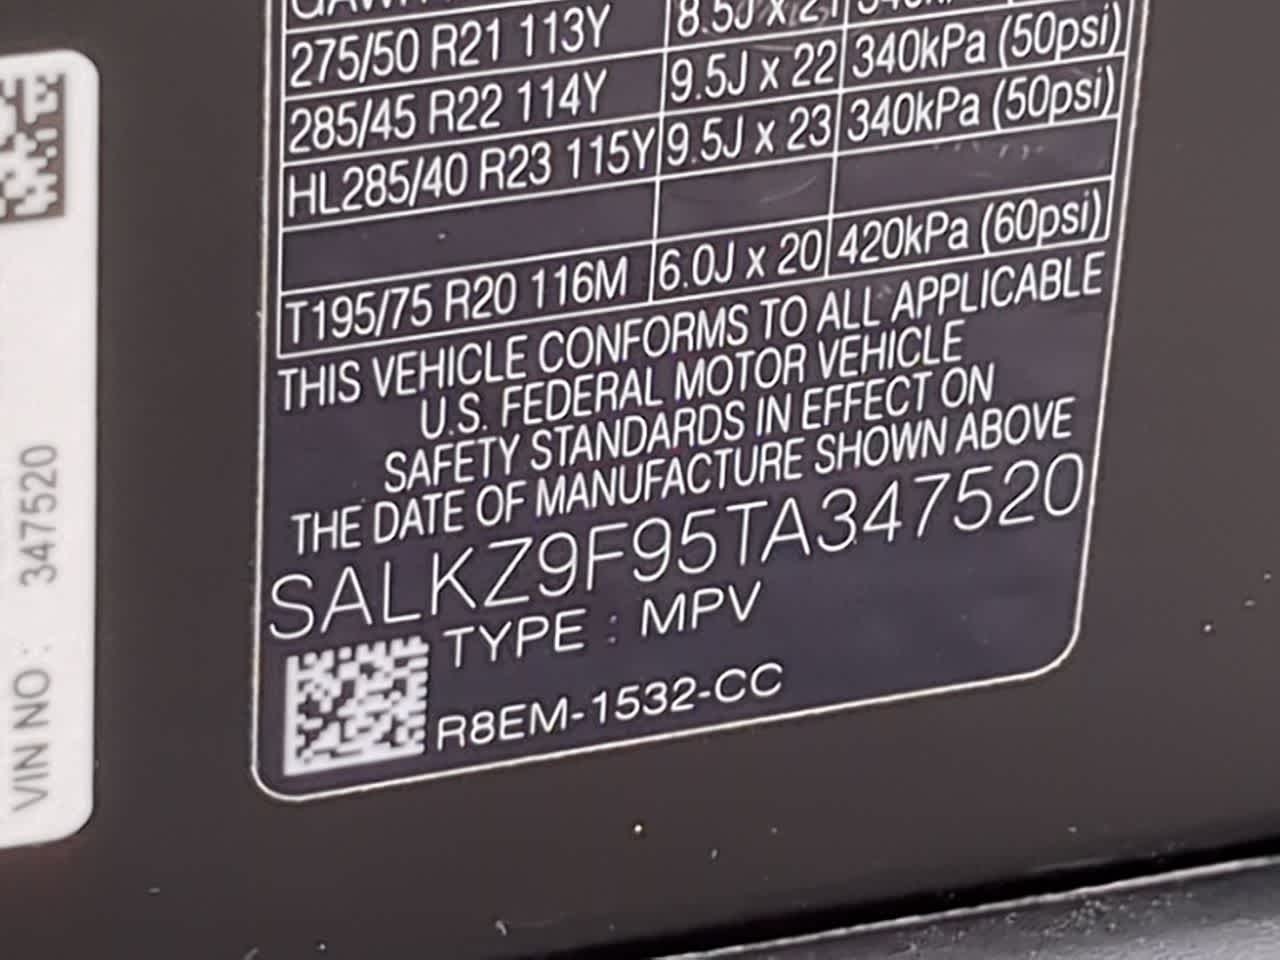 275/50 R21 113Y 8.5J x 21
285/45 R22 114Y 9.5J x 22 340kPa (50psi)
HL285/40 R23 115Y 9.5J x 23 340kPa (50psi)
T195/75 R20 116M 6.0J x 20 420kPa (60psi)
THIS VEHICLE CONFORMS TO ALL APPLICABLE
U.S. FEDERAL MOTOR VEHICLE
SAFETY STANDARDS IN EFFECT ON
THE DATE OF MANUFACTURE SHOWN ABOVE
SALKZ9F95TA347520
TYPE : MPV
R8EM-1532-CC
VIN NO : 347520